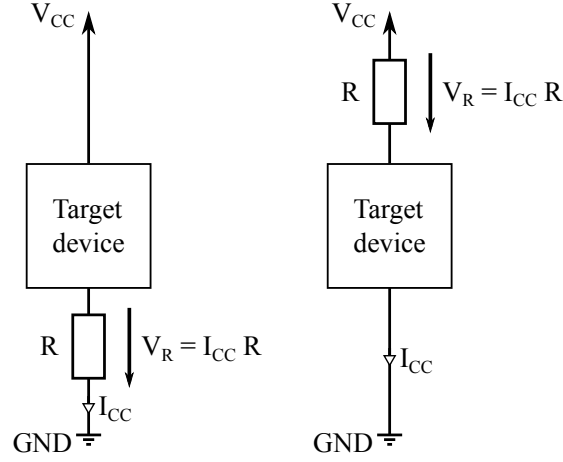 V_CC
Target
device
R
V_R = I_CC R
I_CC
GND
V_CC
R
V_R = I_CC R
Target
device
I_CC
GND